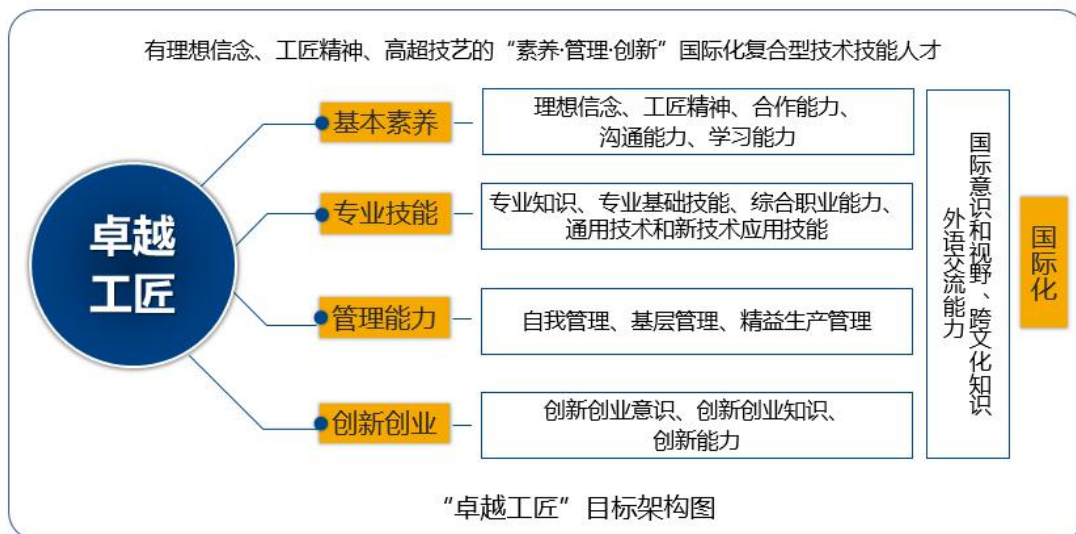 有理想信念、工匠精神、高超技艺的“素养·管理·创新”国际化复合型技术技能人才
卓越
工匠
基本素养
理想信念、工匠精神、合作能力、
沟通能力、学习能力
专业技能
专业知识、专业基础技能、综合职业能力、
通用技术和新技术应用技能
管理能力
自我管理、基层管理、精益生产管理
创新创业
创新创业意识、创新创业知识、
创新能力
国际意识和视野、跨文化知识、
外语交流能力
国际化
“卓越工匠”目标架构图